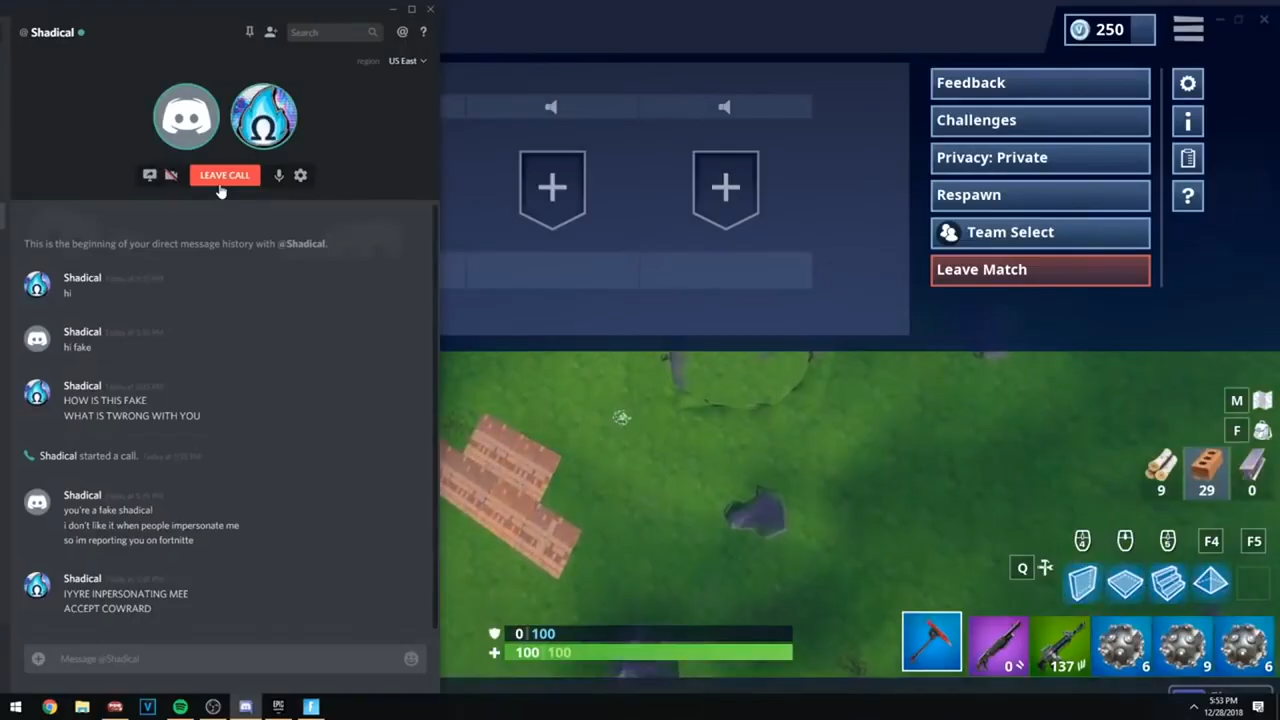 @ Shadical
Search
@
?
region US East
LEAVE CALL
This is the beginning of your direct message history with @Shadical.
Shadical
hi
Shadical
hi fake
Shadical
HOW IS THIS FAKE
WHAT IS TWRONG WITH YOU
Shadical started a call.
Shadical
you're a fake shadical
i don't like it when people impersonate me
so im reporting you on fortnitte
Shadical
IYYRE INPERSONATING MEE
ACCEPT COWRARD
Message @Shadical
250
Feedback
Challenges
Privacy: Private
Respawn
Team Select
Leave Match
i
?
M
F
9 29 0
4 5 F4 F5
Q
0 100
100 100
0 137 6 9 6
EPIC
5:53 PM
12/28/2018